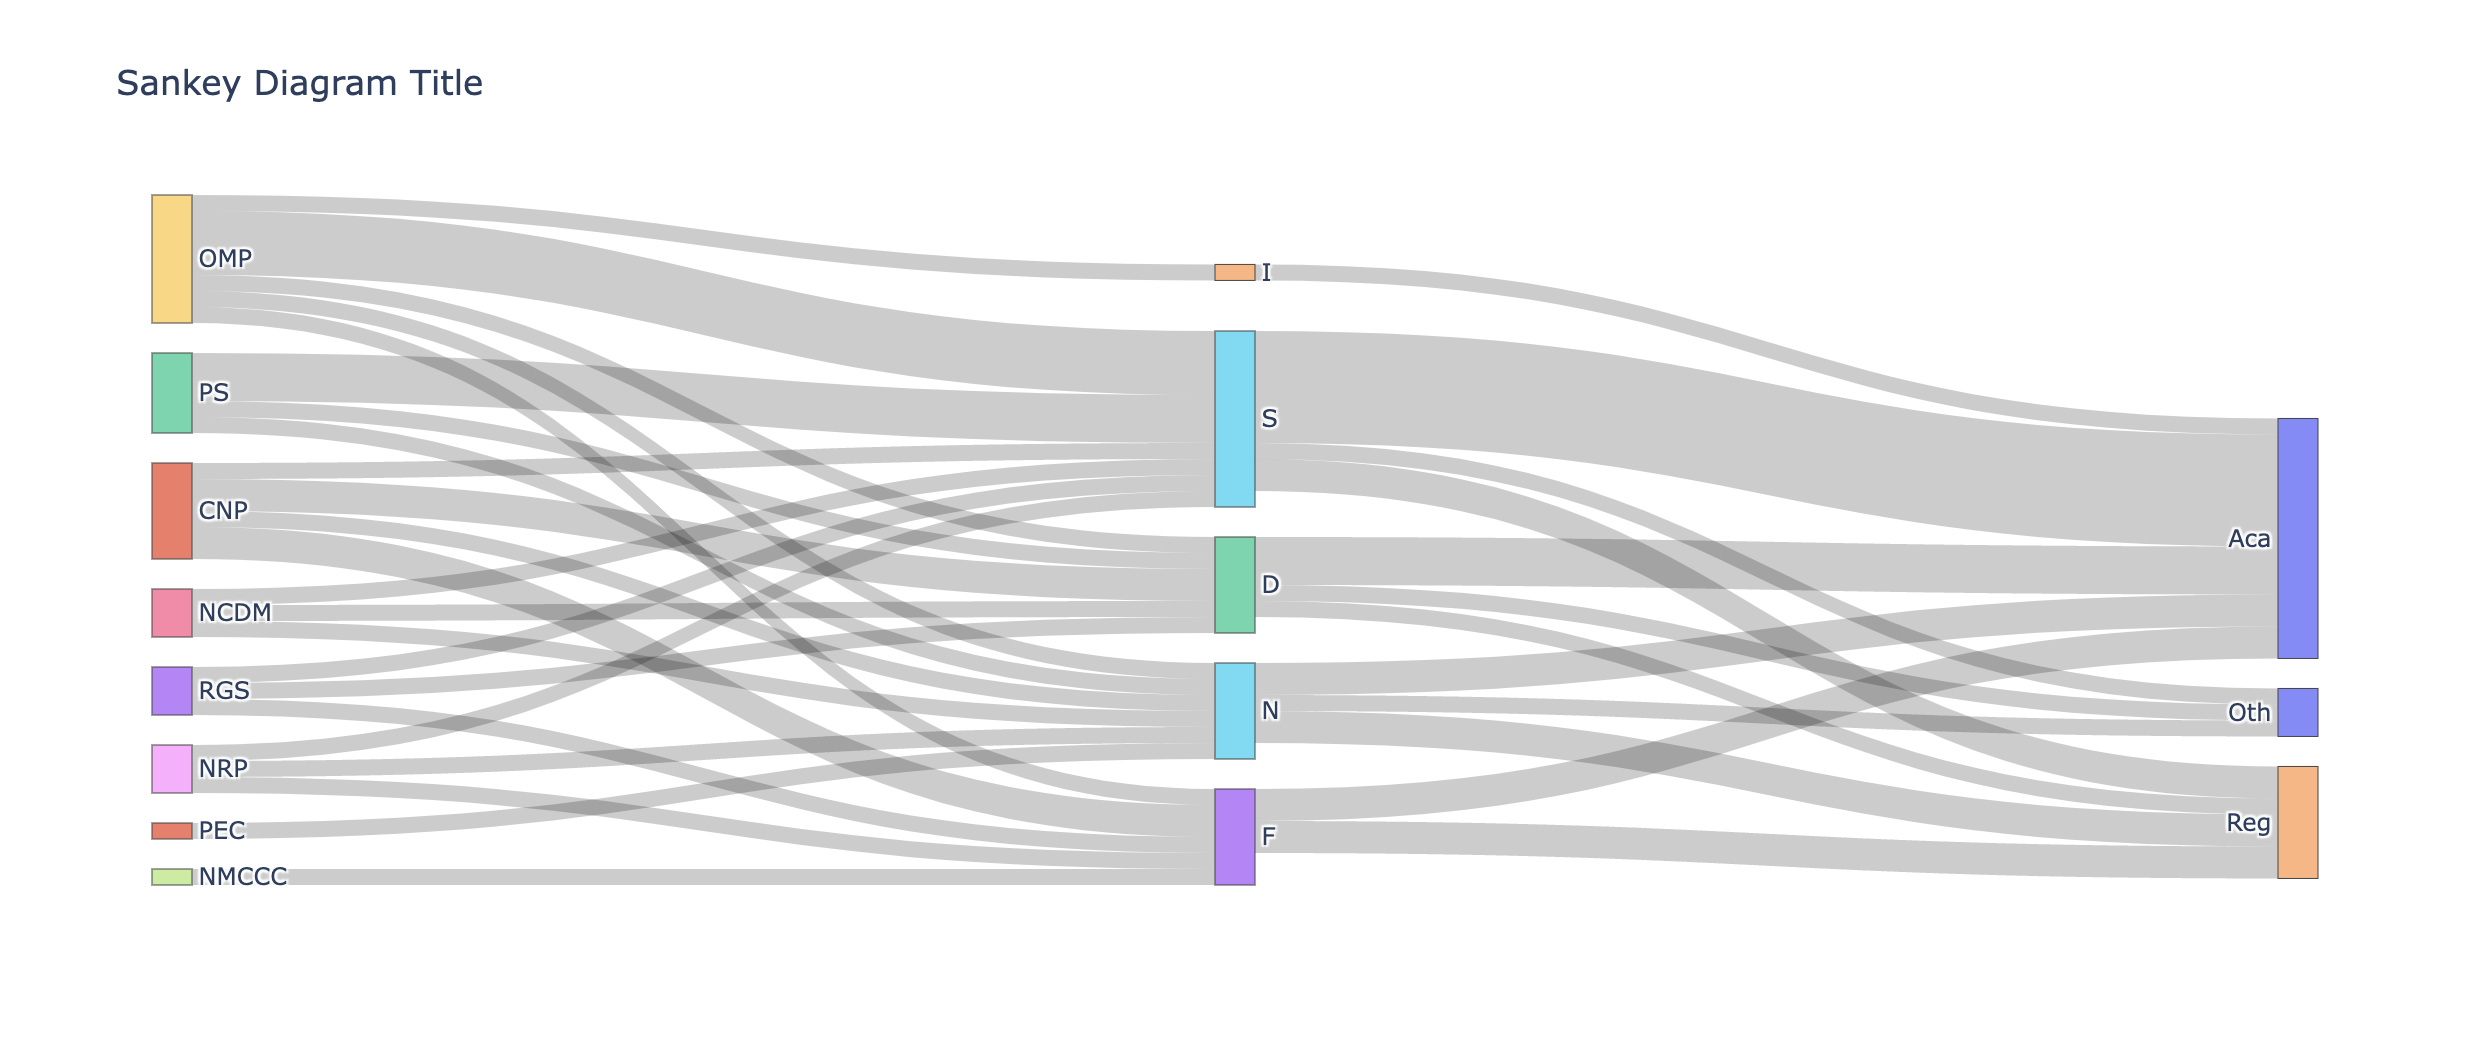 Sankey Diagram Title
OMP
PS
CNP
NCDM
RGS
NRP
PEC
NMCCC
I
S
D
N
F
Aca
Oth
Reg